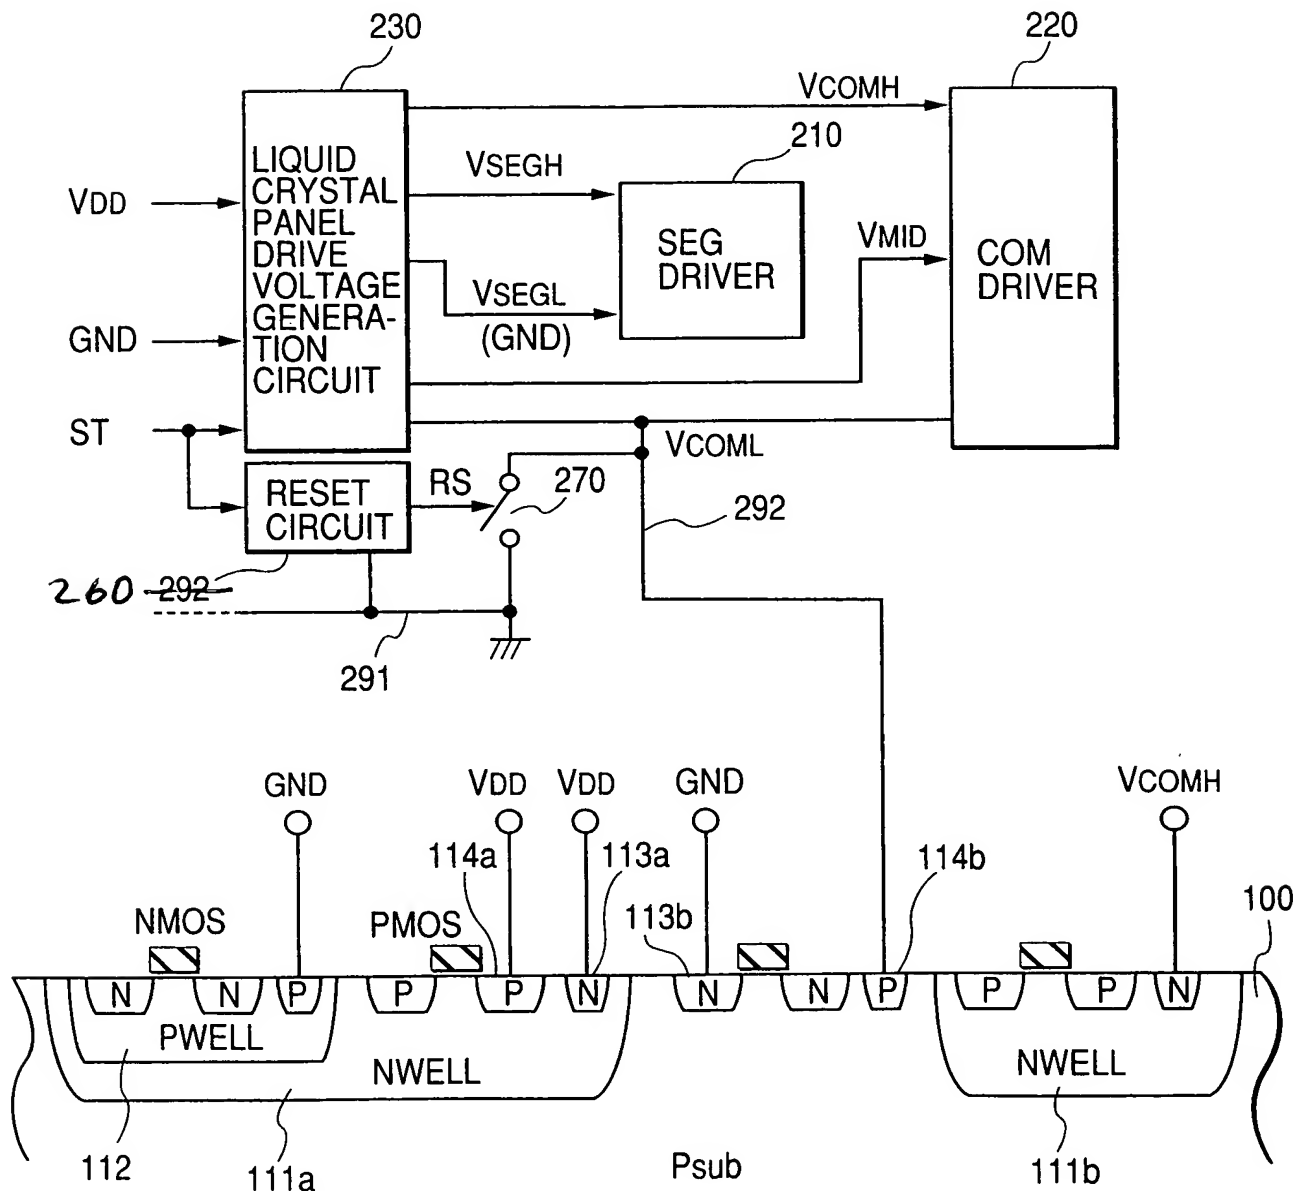 230
220
VCOMH
210
LIQUID
CRYSTAL
PANEL
DRIVE
VOLTAGE
GENERA-
TION
CIRCUIT
VSEGH
VDD
SEG
DRIVER
VMID
COM
DRIVER
VSEGL
(GND)
GND
ST
VCOML
RESET
CIRCUIT
RS
270
292
260 292
291
GND
VDD
VDD
GND
VCOMH
114a
113a
114b
NMOS
PMOS
113b
100
N
N
P
P
P
N
N
N
P
P
P
N
PWELL
NWELL
NWELL
112
111a
Psub
111b